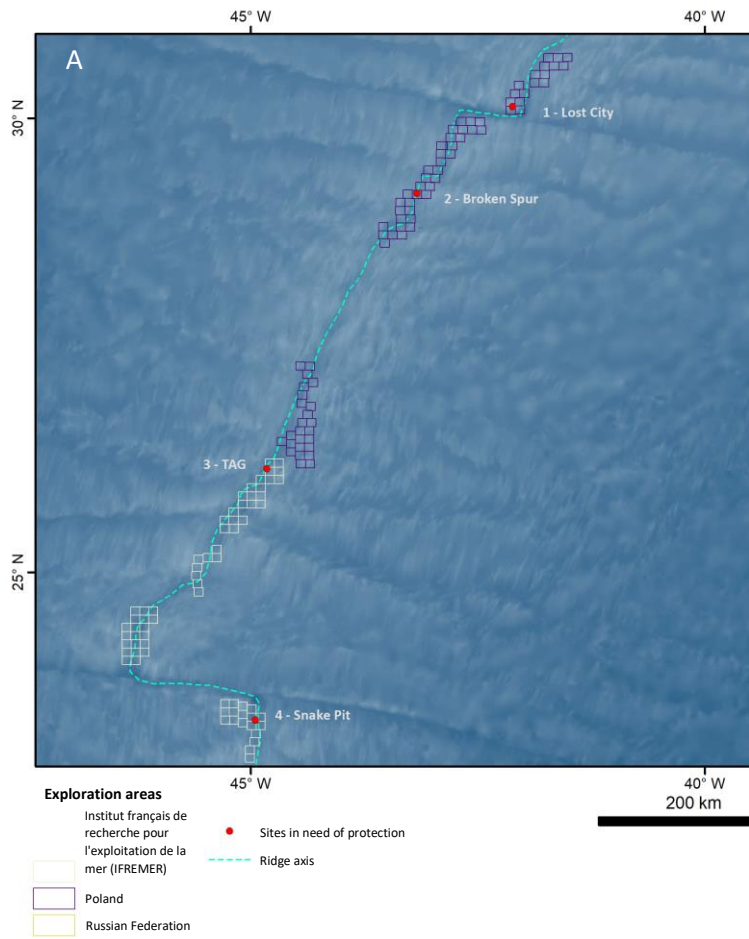 45° W 40° W
A
30° N
1 - Lost City
2 - Broken Spur
3 - TAG
25° N
4 - Snake Pit
45° W 40° W
Exploration areas
200 km
Institut français de
recherche pour
l'exploitation de la
mer (IFREMER)
Poland
Russian Federation
Sites in need of protection
Ridge axis